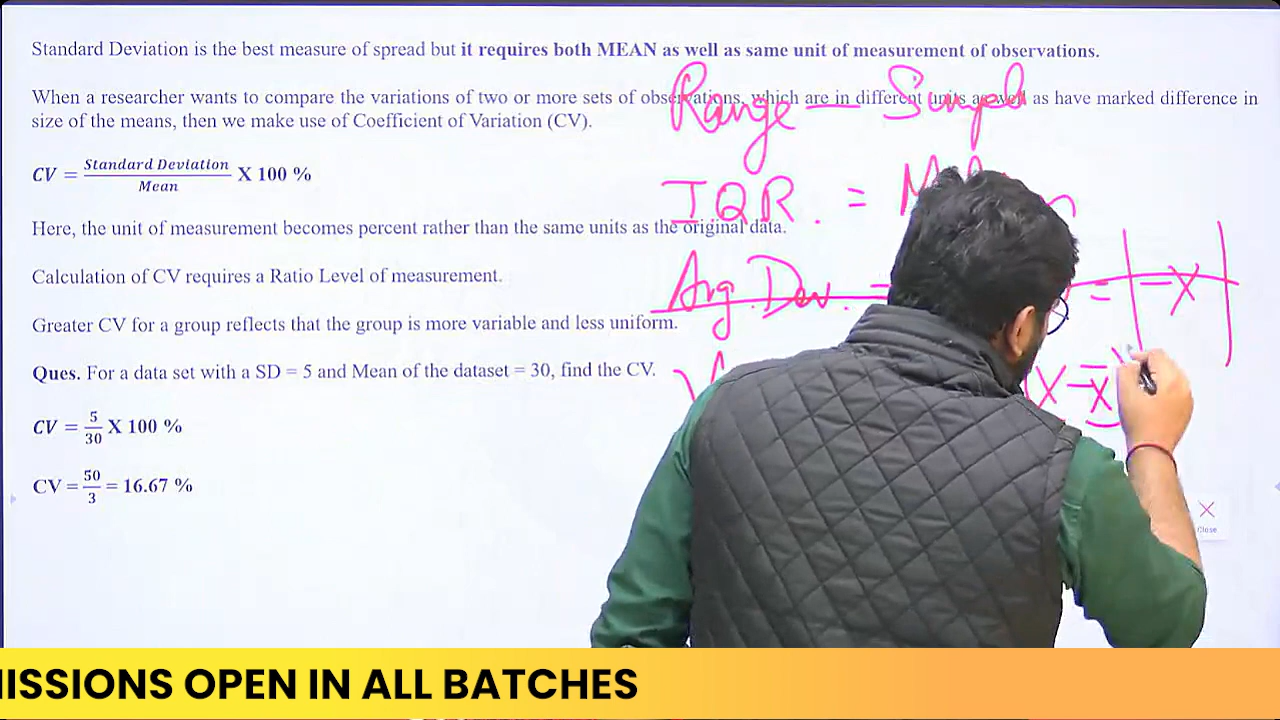 Standard Deviation is the best measure of spread but it requires both MEAN as well as same unit of measurement of observations.
When a researcher wants to compare the variations of two or more sets of observations, which are in different units as well as have marked difference in
size of the means, then we make use of Coefficient of Variation (CV).
CV = Standard Deviation / Mean X 100 %
Here, the unit of measurement becomes percent rather than the same units as the original data.
Calculation of CV requires a Ratio Level of measurement.
Greater CV for a group reflects that the group is more variable and less uniform.
Ques. For a data set with a SD = 5 and Mean of the dataset = 30, find the CV.
CV = 5/30 X 100 %
CV = 50/3 = 16.67 %
Range —
IQR. =
Avg. Dev. = = | - X |
(X - x̄)
Close
ISSIONS OPEN IN ALL BATCHES